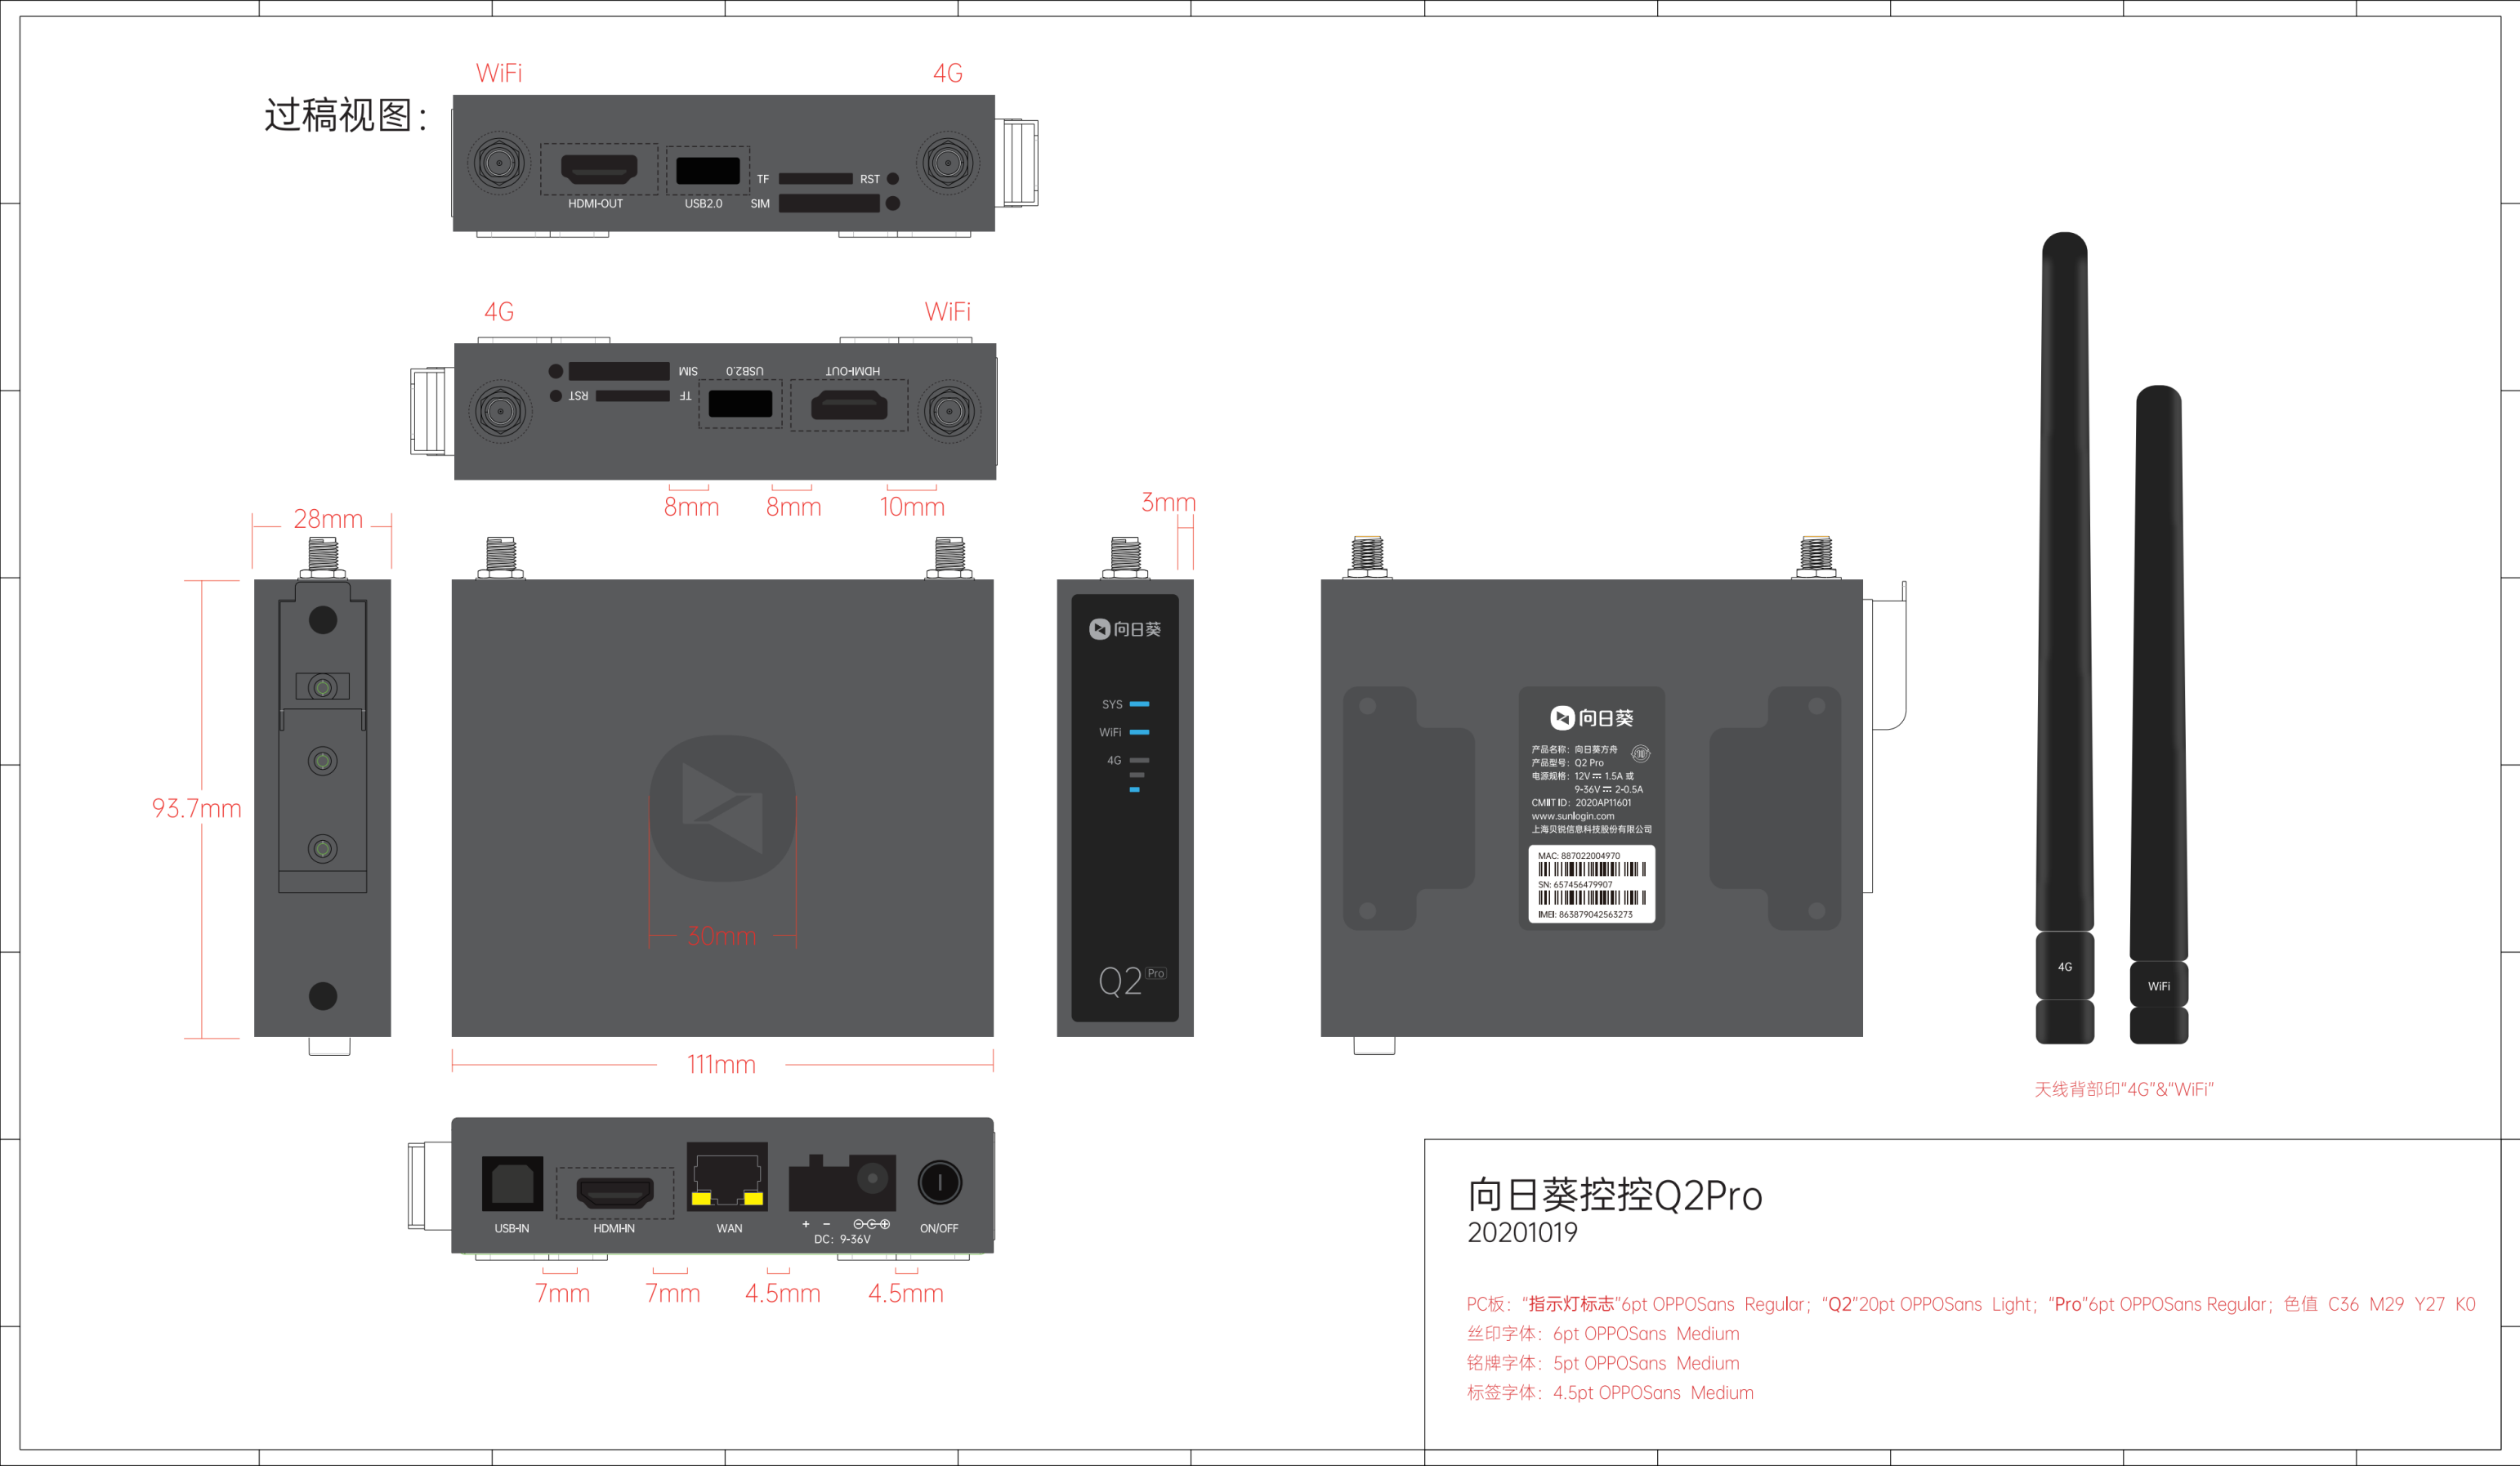 WiFi
4G
过稿视图：
TF
RST
HDMI-OUT
USB2.0
SIM
4G
WiFi
SIM
USB2.0
HDMI-OUT
RST
TF
8mm
8mm
10mm
3mm
28mm
93.7mm
30mm
111mm
向日葵
SYS
WiFi
4G
Q2 Pro
向日葵
产品名称：向日葵方舟
产品型号：Q2 Pro
电源规格：12V⎓1.5A 或
9-36V⎓2-0.5A
CMIIT ID：2020AP11601
www.sunlogin.com
上海贝锐信息科技股份有限公司
MAC: 887022004970
SN: 657456479907
IMEI: 863879042563273
4G
WiFi
天线背部印“4G”&“WiFi”
USB-IN
HDMI-IN
WAN
+ −
DC：9-36V
ON/OFF
7mm
7mm
4.5mm
4.5mm
向日葵控控Q2Pro
20201019
PC板：“指示灯标志”6pt OPPOSans Regular；“Q2”20pt OPPOSans Light；“Pro”6pt OPPOSans Regular；色值 C36 M29 Y27 K0
丝印字体：6pt OPPOSans Medium
铭牌字体：5pt OPPOSans Medium
标签字体：4.5pt OPPOSans Medium